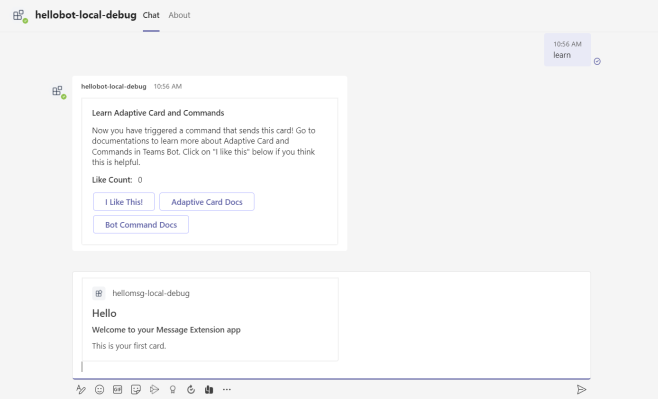 hellobot-local-debug Chat About
10:56 AM
learn
hellobot-local-debug 10:56 AM
Learn Adaptive Card and Commands
Now you have triggered a command that sends this card! Go to
documentations to learn more about Adaptive Card and
Commands in Teams Bot. Click on "I like this" below if you think
this is helpful.
Like Count: 0
I Like This! Adaptive Card Docs
Bot Command Docs
hellomsg-local-debug
Hello
Welcome to your Message Extension app
This is your first card.
GIF